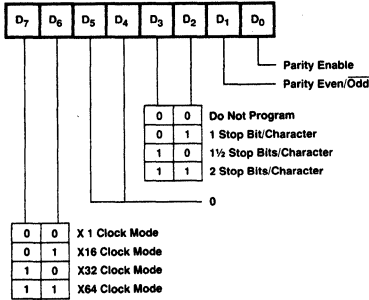 D7 D6 D5 D4 D3 D2 D1 D0
Parity Enable
Parity Even/O̅d̅d̅
0 0 Do Not Program
0 1 1 Stop Bit/Character
1 0 1½ Stop Bits/Character
1 1 2 Stop Bits/Character
0
0 0 X 1 Clock Mode
0 1 X16 Clock Mode
1 0 X32 Clock Mode
1 1 X64 Clock Mode